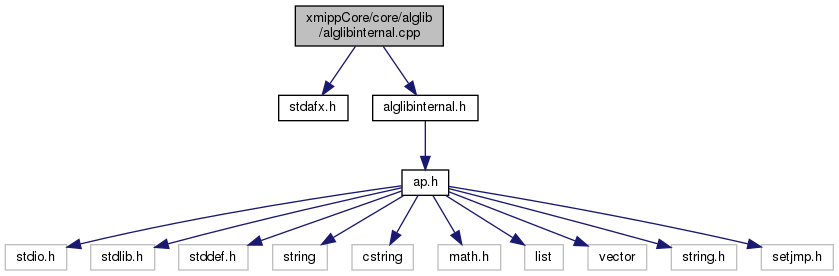 xmippCore/core/alglib
/alglibinternal.cpp
stdafx.h
alglibinternal.h
ap.h
stdio.h
stdlib.h
stddef.h
string
cstring
math.h
list
vector
string.h
setjmp.h